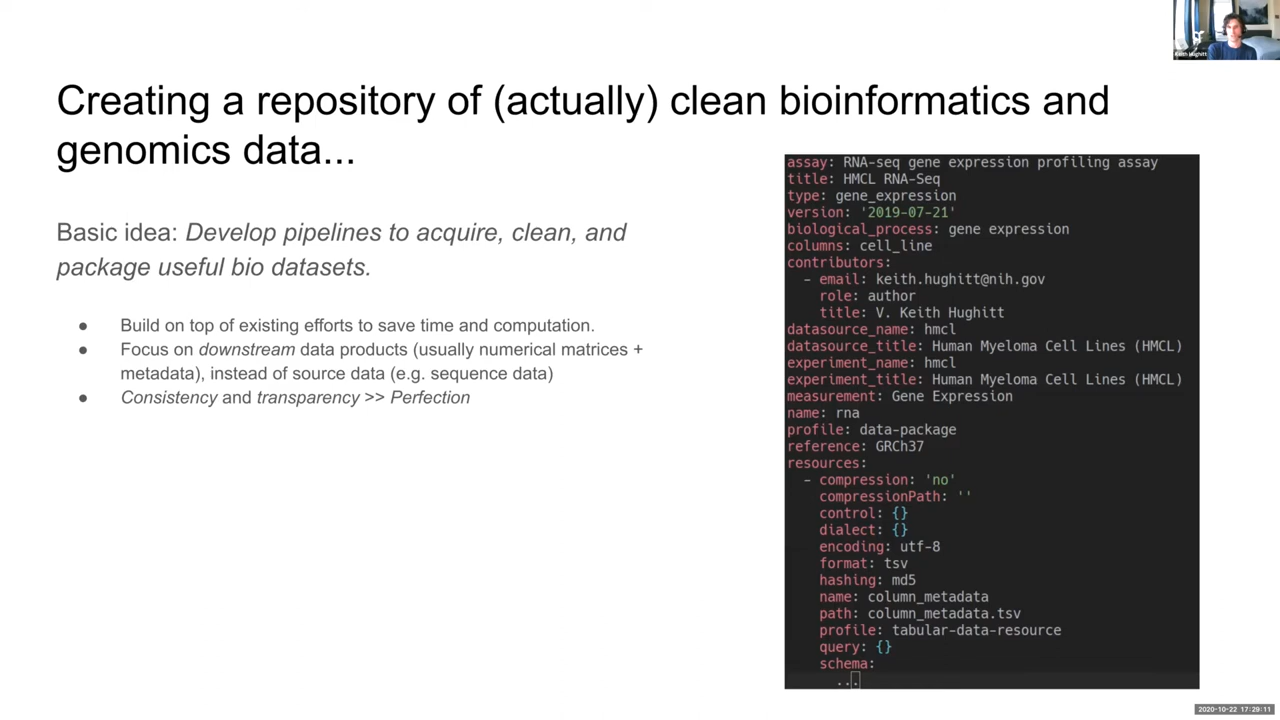 Keith Hughitt
Creating a repository of (actually) clean bioinformatics and
genomics data...
Basic idea: Develop pipelines to acquire, clean, and
package useful bio datasets.
● Build on top of existing efforts to save time and computation.
● Focus on downstream data products (usually numerical matrices +
metadata), instead of source data (e.g. sequence data)
● Consistency and transparency >> Perfection
assay: RNA-seq gene expression profiling assay
title: HMCL RNA-Seq
type: gene_expression
version: '2019-07-21'
biological_process: gene expression
columns: cell_line
contributors:
- email: keith.hughitt@nih.gov
role: author
title: V. Keith Hughitt
datasource_name: hmcl
datasource_title: Human Myeloma Cell Lines (HMCL)
experiment_name: hmcl
experiment_title: Human Myeloma Cell Lines (HMCL)
measurement: Gene Expression
name: rna
profile: data-package
reference: GRCh37
resources:
- compression: 'no'
compressionPath: ''
control: {}
dialect: {}
encoding: utf-8
format: tsv
hashing: md5
name: column_metadata
path: column_metadata.tsv
profile: tabular-data-resource
query: {}
schema:
...
2020-10-22 17:29:11